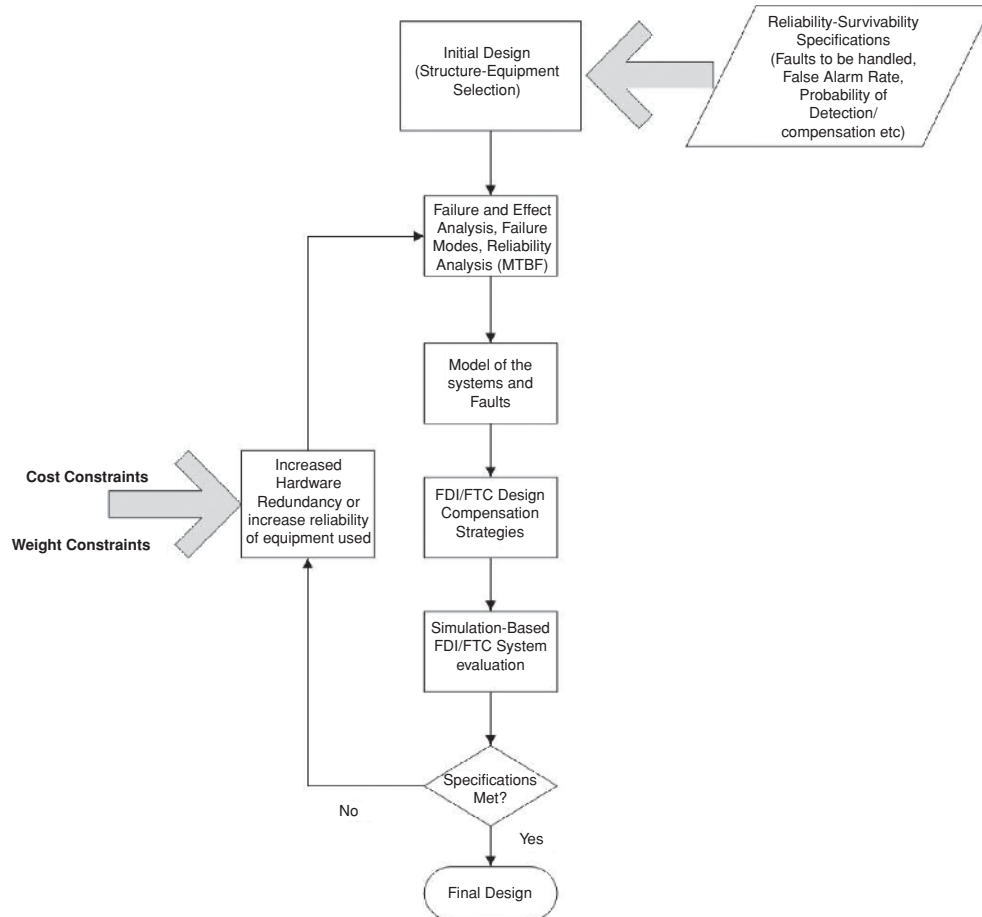 Initial Design
(Structure-Equipment
Selection)
Reliability-Survivability
Specifications
(Faults to be handled,
False Alarm Rate,
Probability of
Detection/
compensation etc)
Failure and Effect
Analysis, Failure
Modes, Reliability
Analysis (MTBF)
Model of the
systems and
Faults
Cost Constraints
Weight Constraints
Increased
Hardware
Redundancy or
increase reliability
of equipment used
FDI/FTC Design
Compensation
Strategies
Simulation-Based
FDI/FTC System
evaluation
Specifications
Met?
No
Yes
Final Design